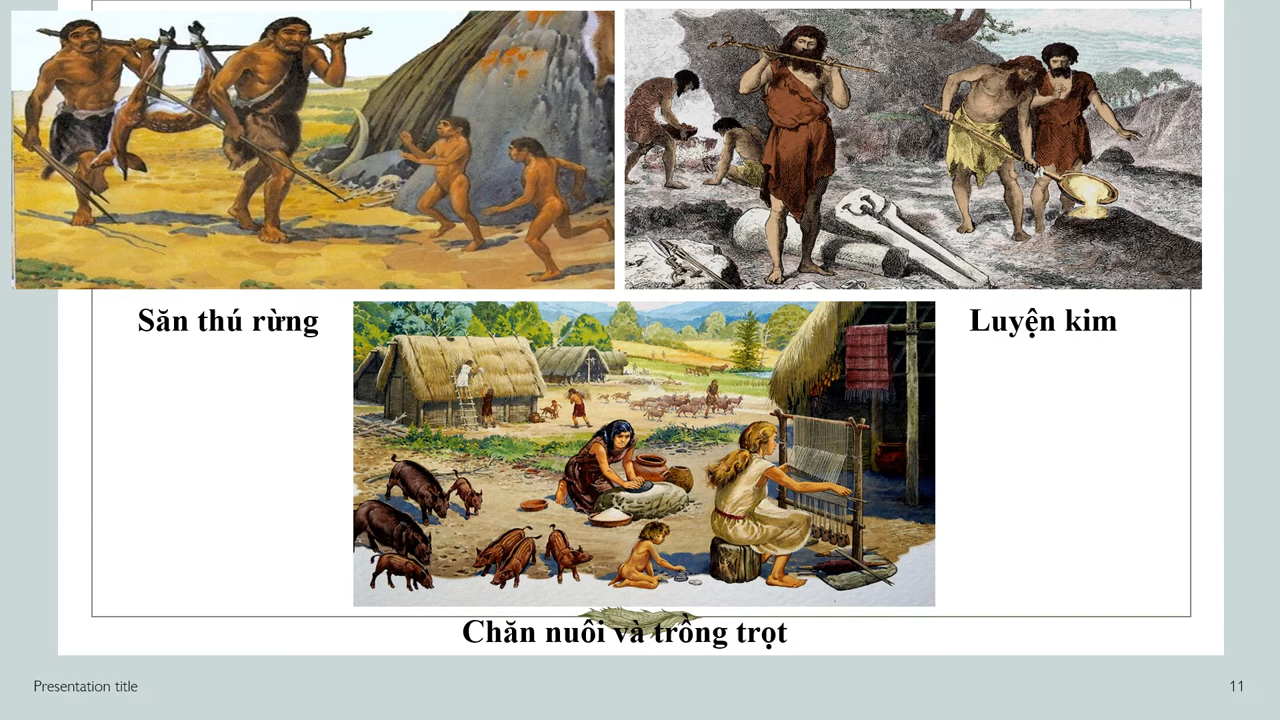 Săn thú rừng
Luyện kim
Chăn nuôi và trồng trọt
Presentation title
11